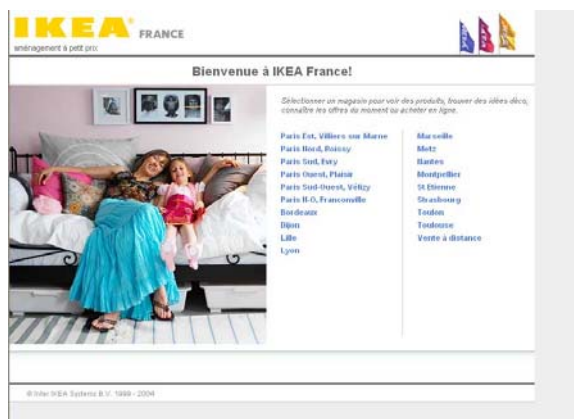 IKEA® FRANCE
aménagement à petit prix
Bienvenue à IKEA France!
Sélectionner un magasin pour voir des produits, trouver des idées déco,
connaître les offres du moment ou acheter en ligne.
Paris Est, Villiers sur Marne
Paris Nord, Roissy
Paris Sud, Evry
Paris Ouest, Plaisir
Paris Sud-Ouest, Vélizy
Paris N-O, Franconville
Bordeaux
Dijon
Lille
Lyon
Marseille
Metz
Nantes
Montpellier
St Etienne
Strasbourg
Toulon
Toulouse
Vente à distance
© Inter IKEA Systems B.V. 1999 - 2004